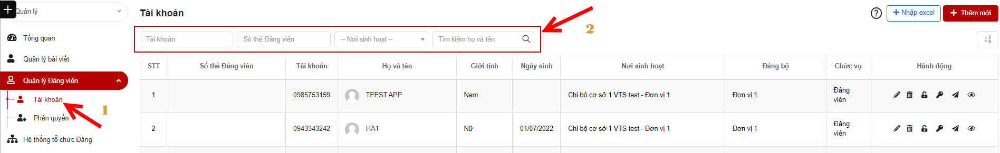 Quản lý
Tài khoản
Nhập excel
Thêm mới
Tổng quan
Quản lý bài viết
Quản lý Đảng viên
Tài khoản
Phân quyền
Hệ thống tổ chức Đảng
1
2
Tài khoản
Số thẻ Đảng viên
-- Nơi sinh hoạt --
Tìm kiếm họ và tên
STT Số thẻ Đảng viên Tài khoản Họ và tên Giới tính Ngày sinh Nơi sinh hoạt Đảng bộ Chức vụ Hành động
1 0985753159 TEEST APP Nam Chi bộ cơ sở 1 VTS test - Đơn vị 1 Đơn vị 1 Đảng viên
2 0943343242 HA1 Nữ 01/07/2022 Chi bộ cơ sở 1 VTS test - Đơn vị 1 Đơn vị 1 Đảng viên